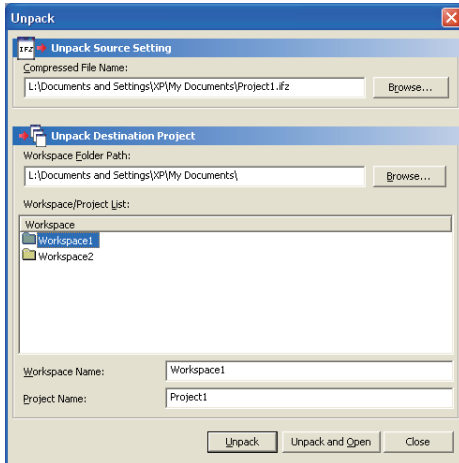 Unpack
IFZ Unpack Source Setting
Compressed File Name:
L:\Documents and Settings\XP\My Documents\Project1.ifz
Browse...
Unpack Destination Project
Workspace Folder Path:
L:\Documents and Settings\XP\My Documents\
Browse...
Workspace/Project List:
Workspace
Workspace1
Workspace2
Workspace Name:
Workspace1
Project Name:
Project1
Unpack Unpack and Open Close